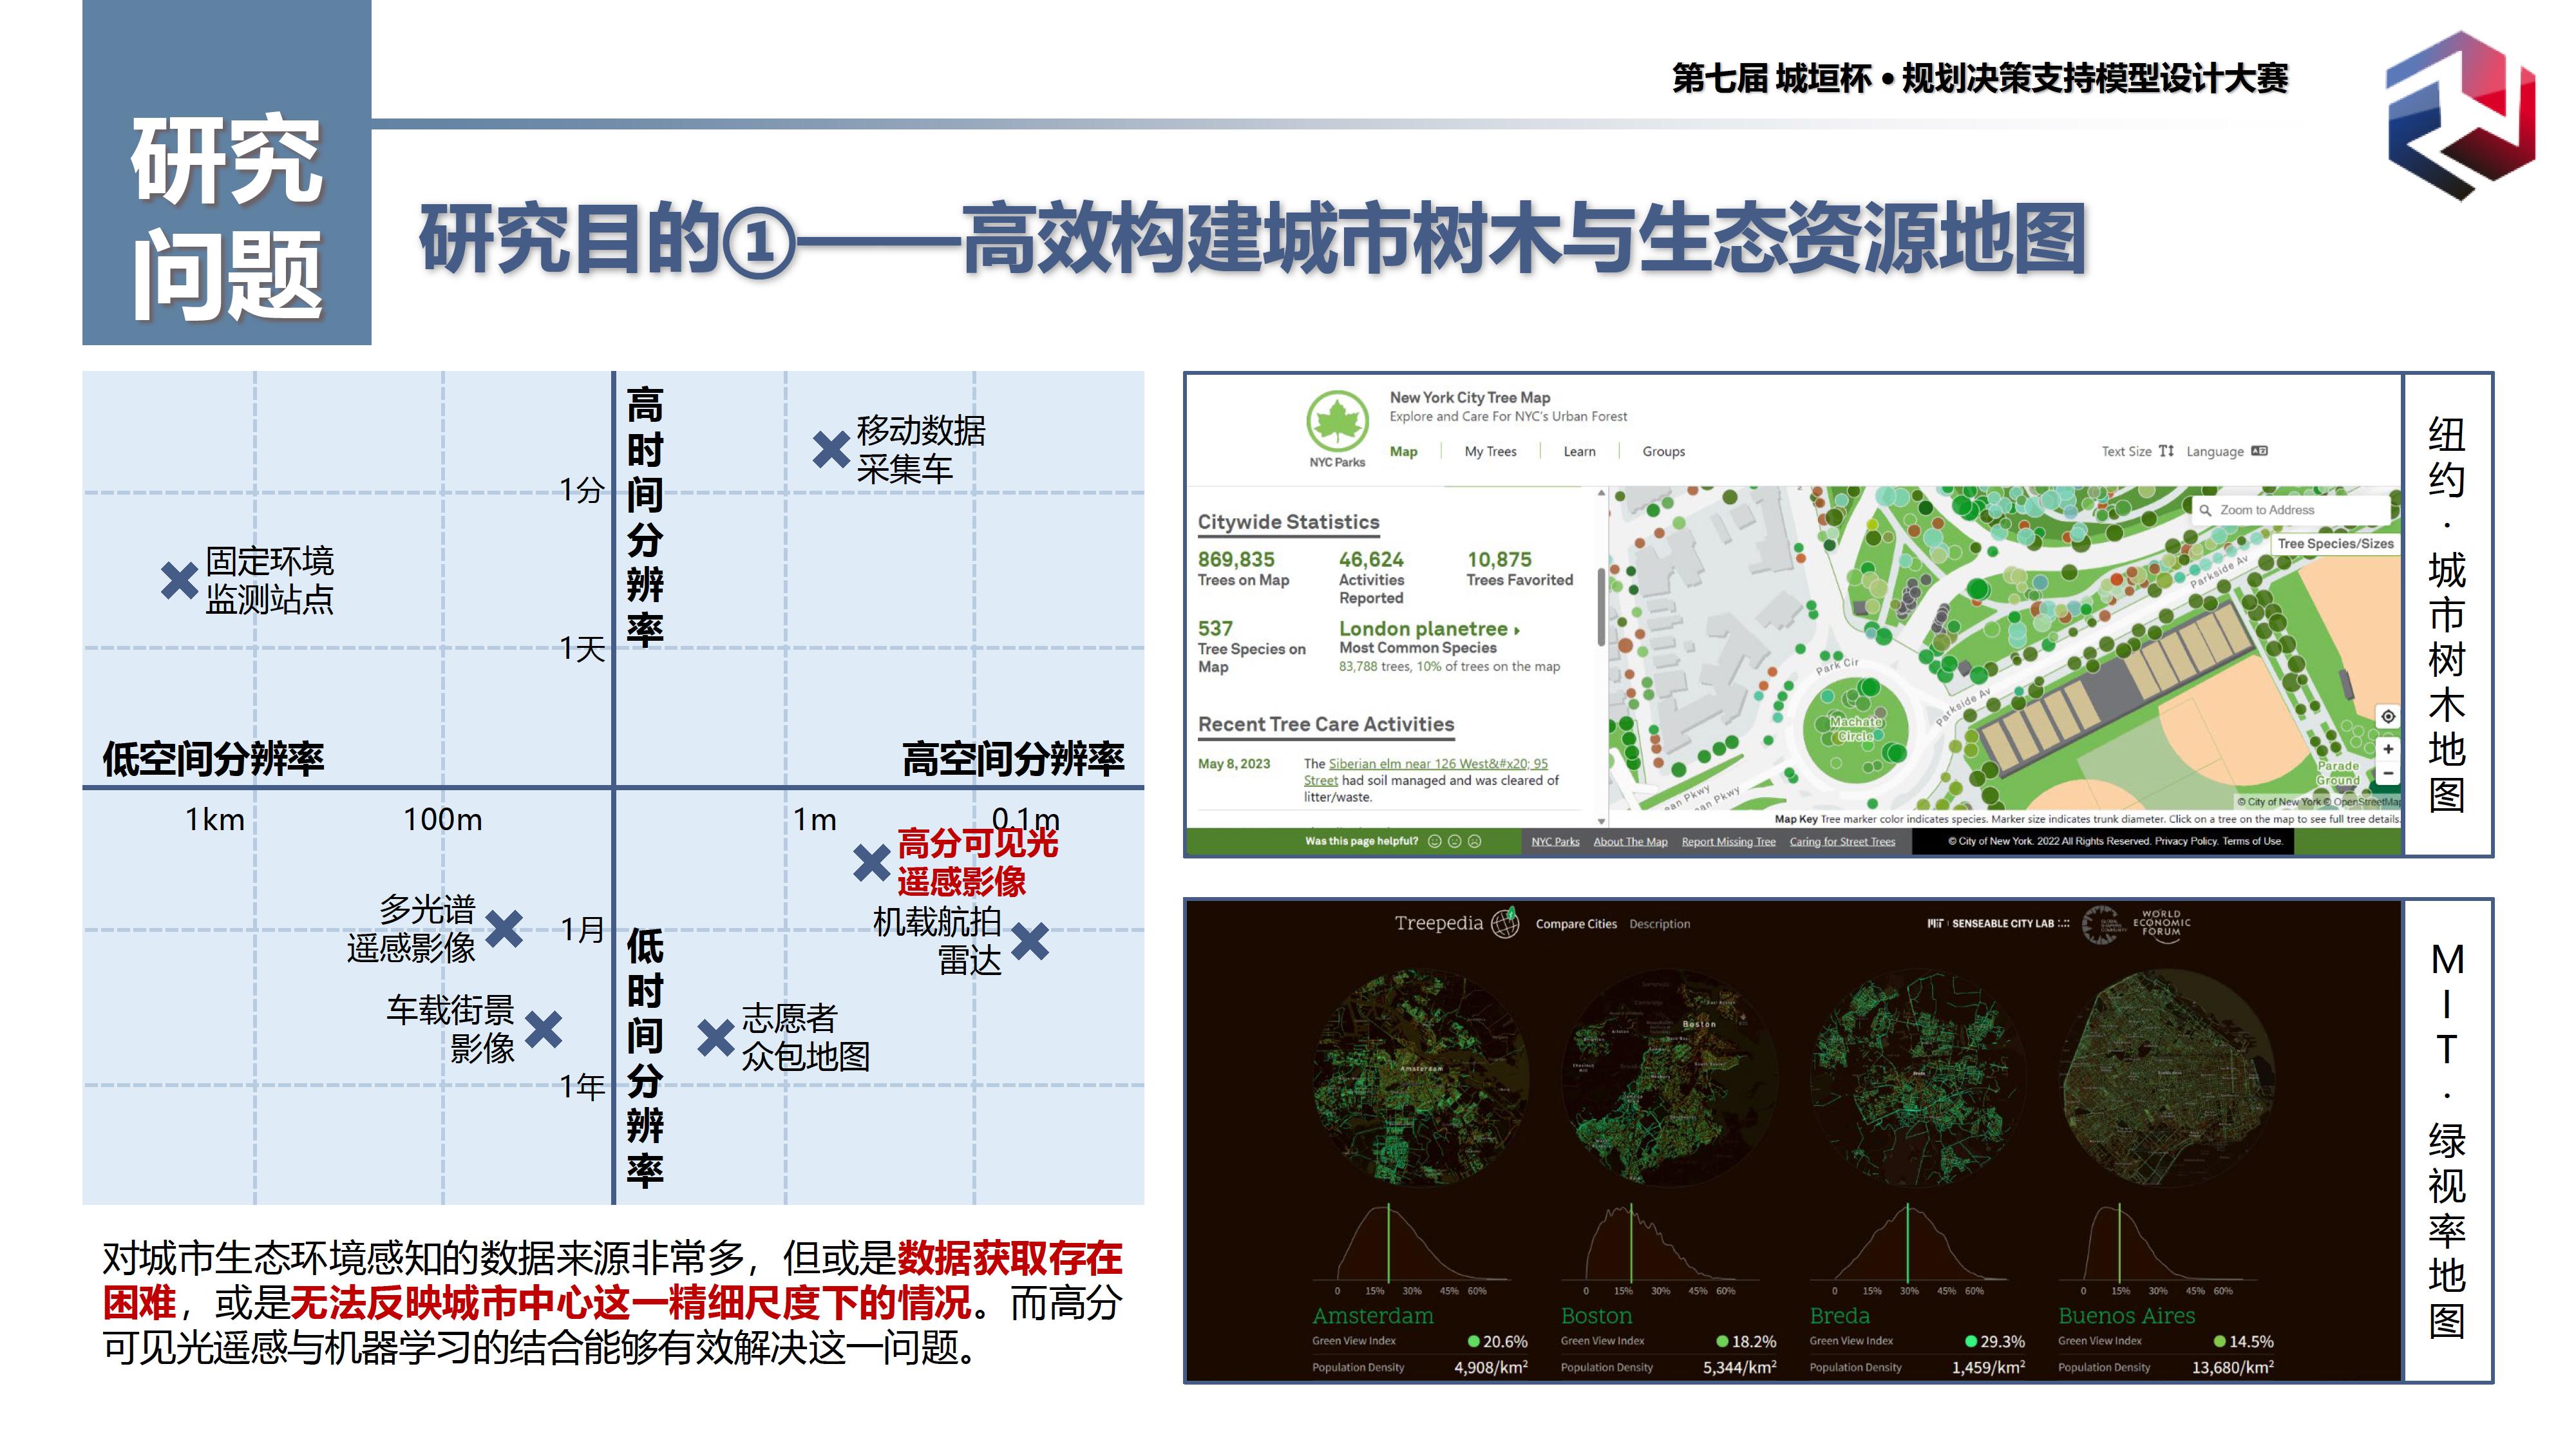 第七届 城垣杯•规划决策支持模型设计大赛
研究
问题
研究目的①——高效构建城市树木与生态资源地图
高时间分辨率
移动数据
采集车
1分
固定环境
监测站点
1天
低空间分辨率
高空间分辨率
1km
100m
1m
0.1m
高分可见光
遥感影像
多光谱
遥感影像
1月
机载航拍
雷达
低时间分辨率
车载街景
影像
志愿者
众包地图
1年
对城市生态环境感知的数据来源非常多，但或是数据获取存在
困难，或是无法反映城市中心这一精细尺度下的情况。而高分
可见光遥感与机器学习的结合能够有效解决这一问题。
NYC Parks
New York City Tree Map
Explore and Care For NYC's Urban Forest
Map
My Trees
Learn
Groups
Text Size
Language
Citywide Statistics
869,835
Trees on Map
46,624
Activities
Reported
10,875
Trees Favorited
537
Tree Species on
Map
London planetree
Most Common Species
83,788 trees, 10% of trees on the map
Recent Tree Care Activities
May 8, 2023
The Siberian elm near 126 West&#x20; 95
Street had soil managed and was cleared of
litter/waste.
Zoom to Address
Tree Species/Sizes
Parkside Av
Park Cir
Parkside Av
Machate
Circle
Parade
Ground
ean Pkwy
an Pkwy
+
−
© City of New York © OpenStreetMap
Map Key Tree marker color indicates species. Marker size indicates trunk diameter. Click on a tree on the map to see full tree details.
Was this page helpful?
NYC Parks
About The Map
Report Missing Tree
Caring for Street Trees
© City of New York. 2022 All Rights Reserved. Privacy Policy. Terms of Use.
纽约·城市树木地图
Treepedia
Compare Cities
Description
MIT SENSEABLE CITY LAB
WORLD
ECONOMIC
FORUM
Amsterdam
Boston
0 15% 30% 45% 60%
0 15% 30% 45% 60%
0 15% 30% 45% 60%
0 15% 30% 45% 60%
Amsterdam
Green View Index 20.6%
Population Density 4,908/km²
Boston
Green View Index 18.2%
Population Density 5,344/km²
Breda
Green View Index 29.3%
Population Density 1,459/km²
Buenos Aires
Green View Index 14.5%
Population Density 13,680/km²
MIT·绿视率地图